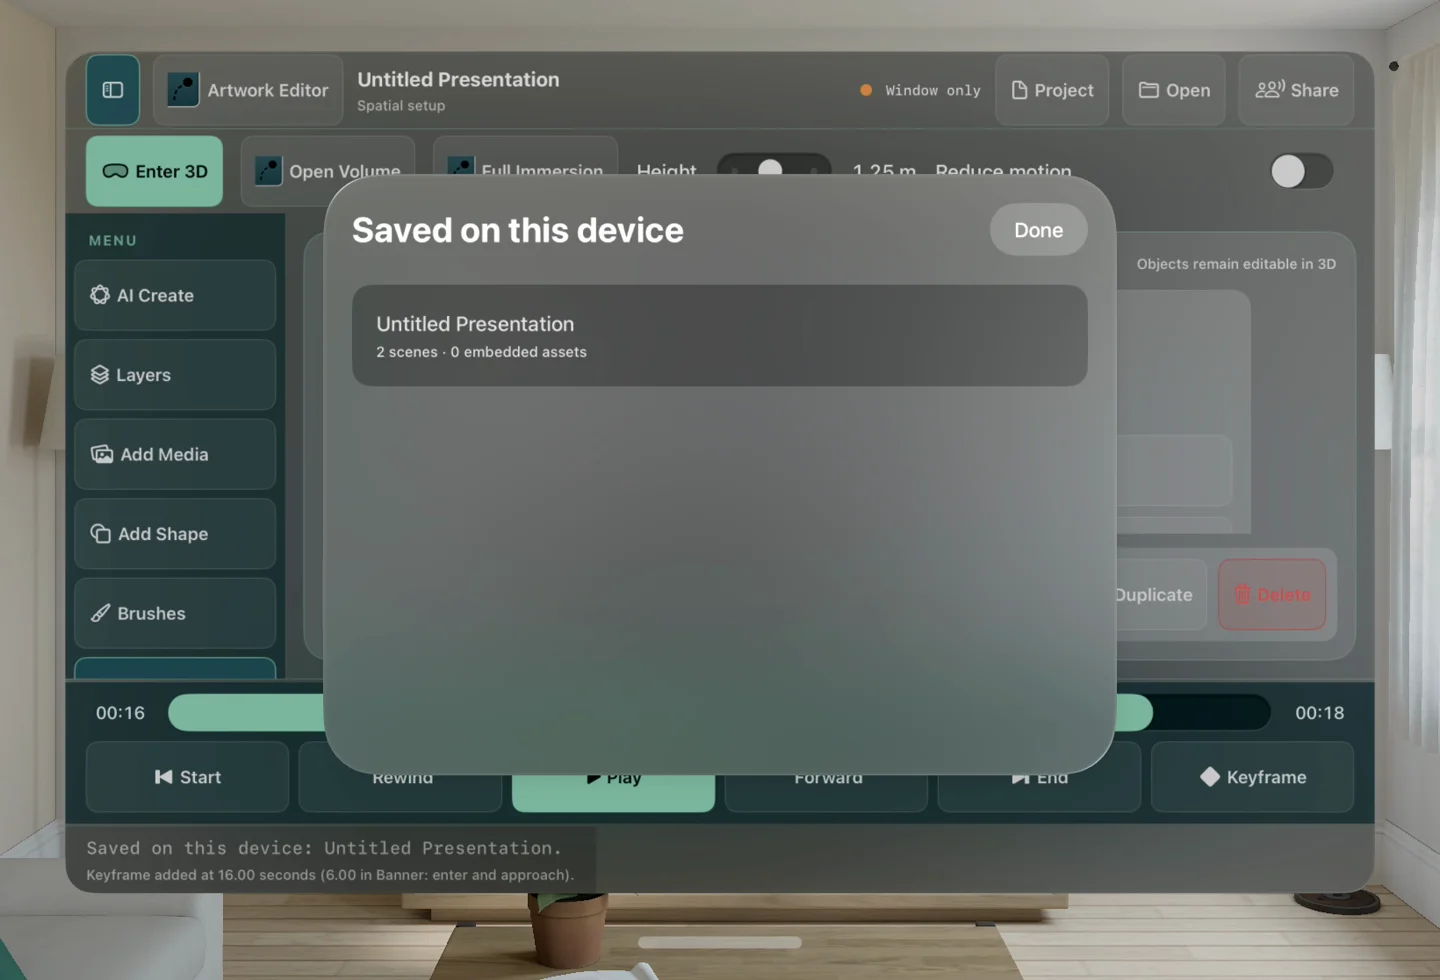 Artwork Editor
Untitled Presentation
Spatial setup
Window only
Project
Open
Share
Enter 3D
Open Volume
Full Immersion
Height
1.25 m
Reduce motion
Saved on this device
Done
MENU
Objects remain editable in 3D
AI Create
Untitled Presentation
2 scenes · 0 embedded assets
Layers
Add Media
Add Shape
Brushes
Duplicate
Delete
00:16
00:18
Start
Rewind
Play
Forward
End
Keyframe
Saved on this device: Untitled Presentation.
Keyframe added at 16.00 seconds (6.00 in Banner: enter and approach).